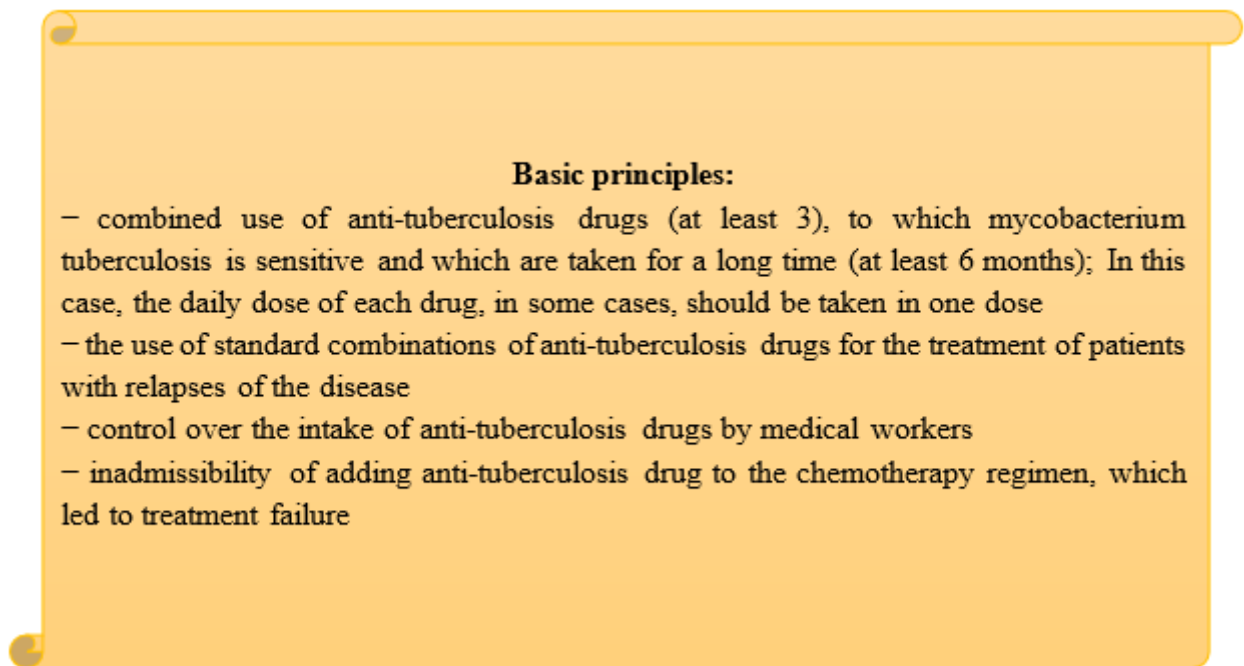 Basic principles:
− combined use of anti-tuberculosis drugs (at least 3), to which mycobacterium
tuberculosis is sensitive and which are taken for a long time (at least 6 months); In this
case, the daily dose of each drug, in some cases, should be taken in one dose
− the use of standard combinations of anti-tuberculosis drugs for the treatment of patients
with relapses of the disease
− control over the intake of anti-tuberculosis drugs by medical workers
− inadmissibility of adding anti-tuberculosis drug to the chemotherapy regimen, which
led to treatment failure